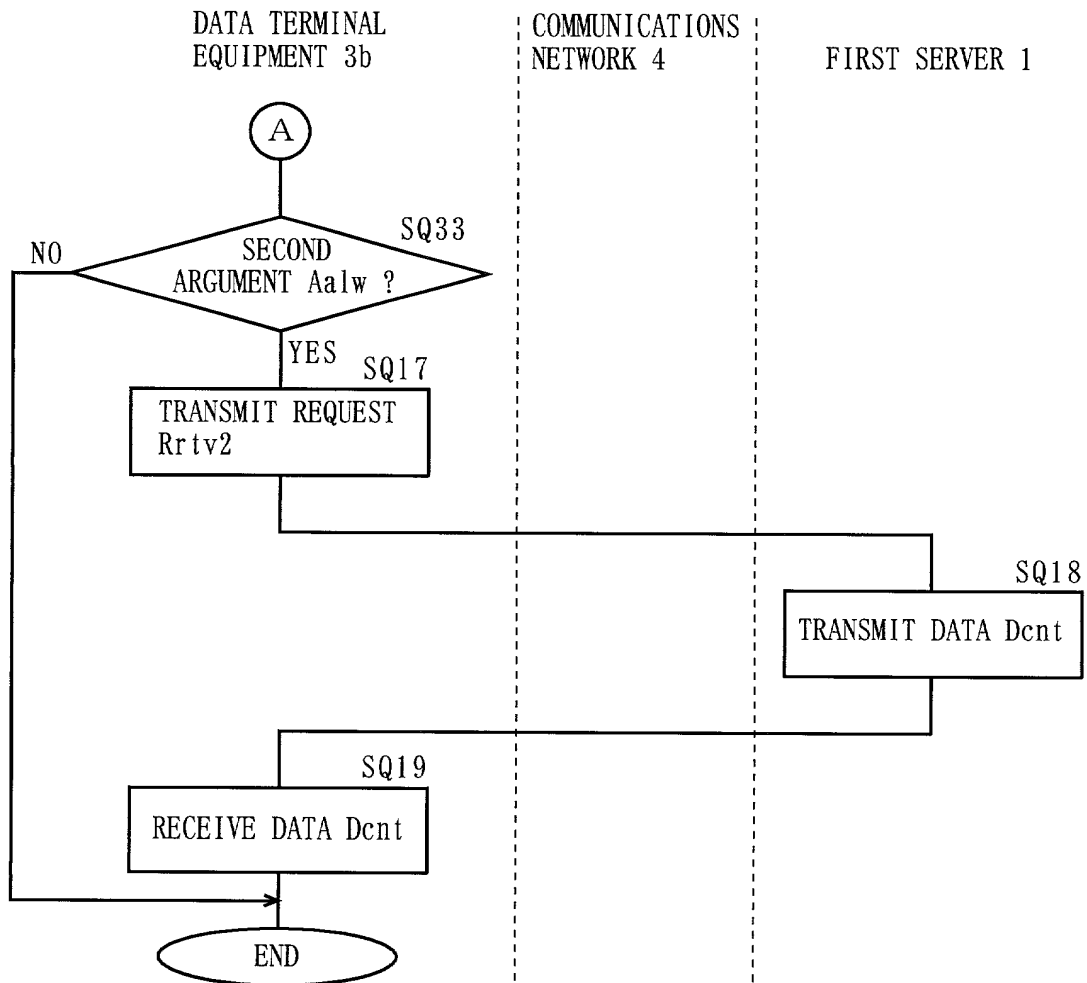 DATA TERMINAL
EQUIPMENT 3b
COMMUNICATIONS
NETWORK 4
FIRST SERVER 1
A
SQ33
NO
SECOND
ARGUMENT Aalw ?
YES
SQ17
TRANSMIT REQUEST
Rrtv2
SQ18
TRANSMIT DATA Dcnt
SQ19
RECEIVE DATA Dcnt
END